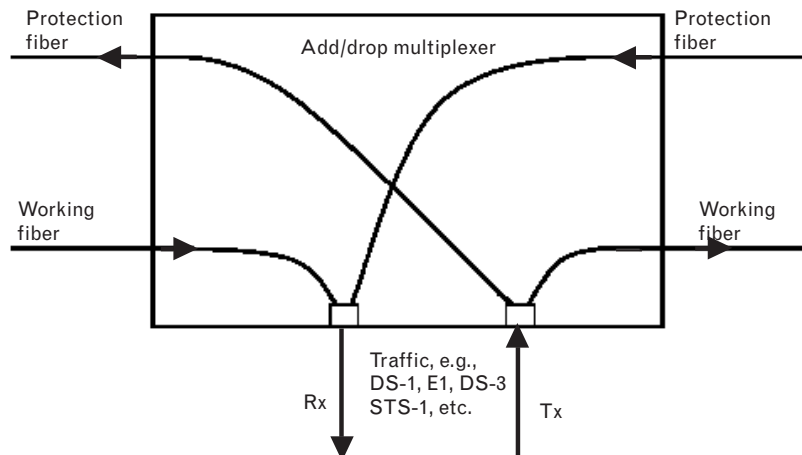 Protection
fiber
Add/drop multiplexer
Protection
fiber
Working
fiber
Working
fiber
Rx
Traffic, e.g.,
DS-1, E1, DS-3
STS-1, etc.
Tx